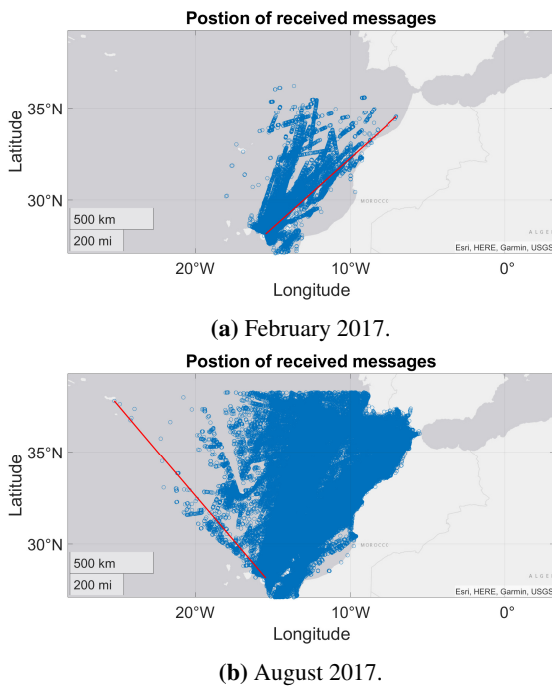 Postion of received messages
35°N
30°N
Latitude
500 km
200 mi
MOROCCO
ALGER
Esri, HERE, Garmin, USGS
20°W 10°W 0°
Longitude
(a) February 2017.
Postion of received messages
35°N
30°N
Latitude
500 km
200 mi
MOROCCO
ALGE
Esri, HERE, Garmin, USGS
20°W 10°W 0°
Longitude
(b) August 2017.